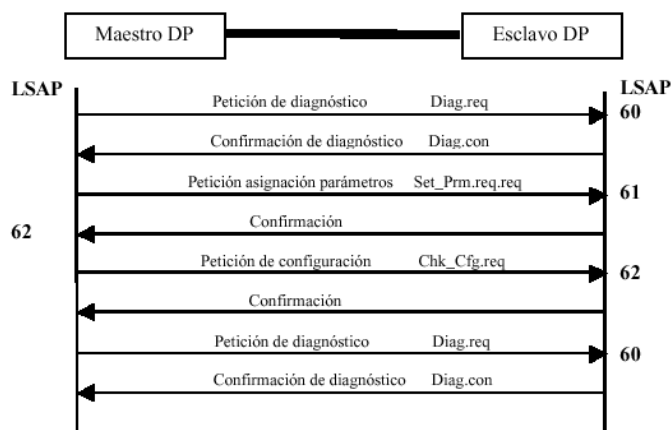 Maestro DP
Esclavo DP
LSAP
LSAP
Petición de diagnóstico Diag.req
60
Confirmación de diagnóstico Diag.con
Petición asignación parámetros Set_Prm.req.req
61
Confirmación
62
Petición de configuración Chk_Cfg.req
62
Confirmación
Petición de diagnóstico Diag.req
60
Confirmación de diagnóstico Diag.con